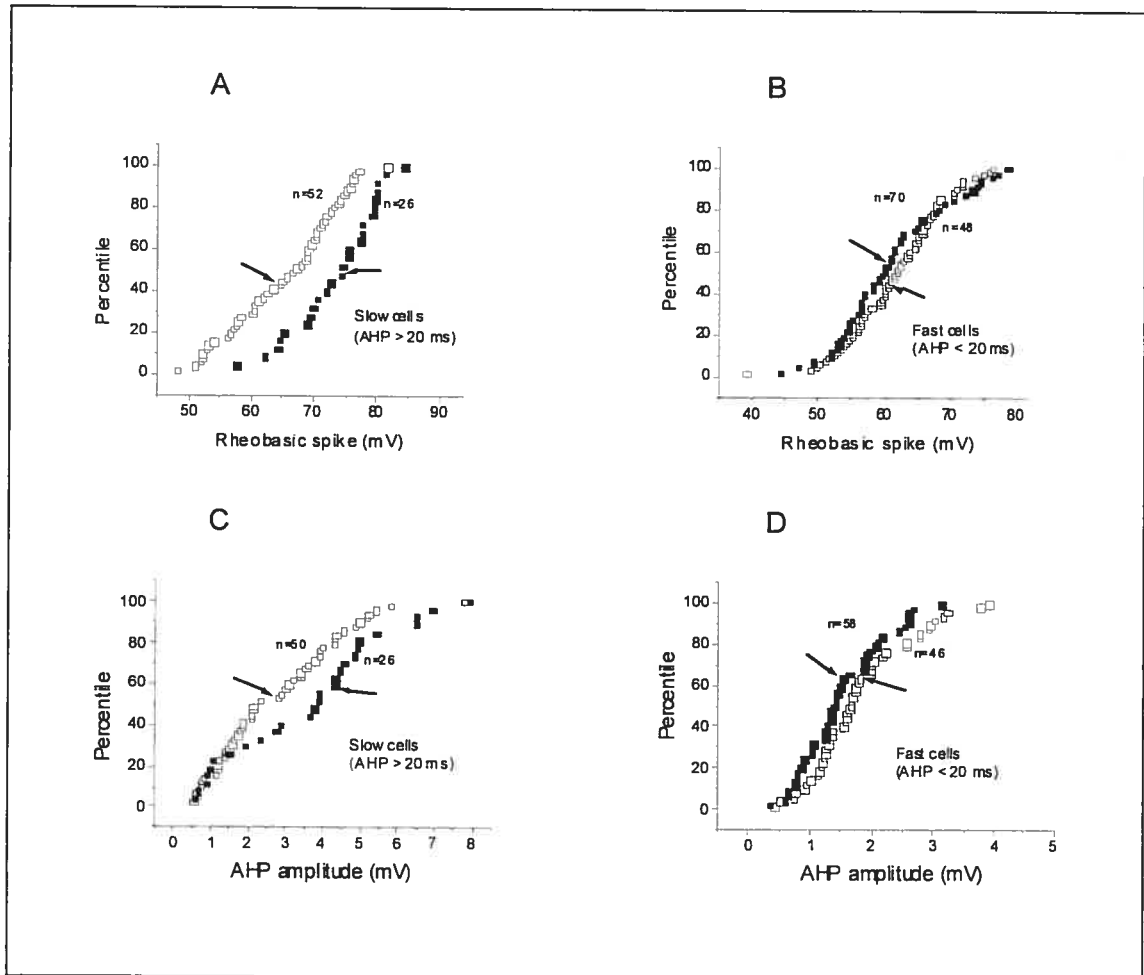 A
100
80
60
40
20
0
Percentile
n=52
n=26
Slow cells
(AHP > 20 ms)
50 60 70 80 90
Rheobasic spike (mV)
B
100
80
60
40
20
0
Percentile
n=70
n=48
Fast cells
(AHP < 20 ms)
40 50 60 70 80
Rheobasic spike (mV)
C
100
80
60
40
20
0
Percentile
n=50
n=26
Slow cells
(AHP > 20 ms)
0 1 2 3 4 5 6 7 8
AHP amplitude (mV)
D
100
80
60
40
20
0
Percentile
n=58
n=46
Fast cells
(AHP < 20 ms)
0 1 2 3 4 5
AHP amplitude (mV)